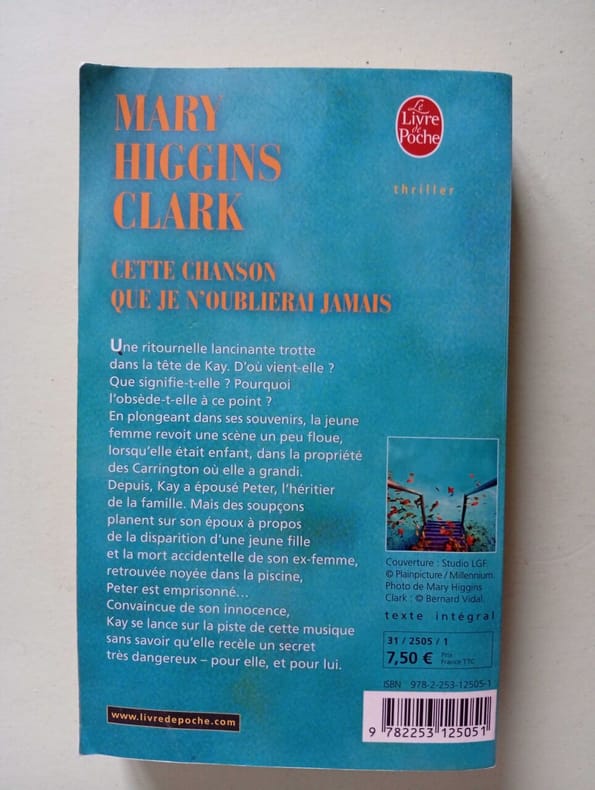 MARY
HIGGINS
CLARK
Le
Livre
de
Poche
thriller
CETTE CHANSON
QUE JE N'OUBLIERAI JAMAIS
Une ritournelle lancinante trotte
dans la tête de Kay. D'où vient-elle ?
Que signifie-t-elle ? Pourquoi
l'obsède-t-elle à ce point ?
En plongeant dans ses souvenirs, la jeune
femme revoit une scène un peu floue,
lorsqu'elle était enfant, dans la propriété
des Carrington où elle a grandi.
Depuis, Kay a épousé Peter, l'héritier
de la famille. Mais des soupçons
planent sur son époux à propos
de la disparition d'une jeune fille
et la mort accidentelle de son ex-femme,
retrouvée noyée dans la piscine,
Peter est emprisonné...
Convaincue de son innocence,
Kay se lance sur la piste de cette musique
sans savoir qu'elle recèle un secret
très dangereux – pour elle, et pour lui.
Couverture : Studio LGF.
© Plainpicture / Millennium.
Photo de Mary Higgins
Clark : © Bernard Vidal.
texte intégral
31 / 2505 / 1
7,50 € Prix
France TTC
ISBN 978-2-253-12505-1
9 782253 125051
www.livredepoche.com